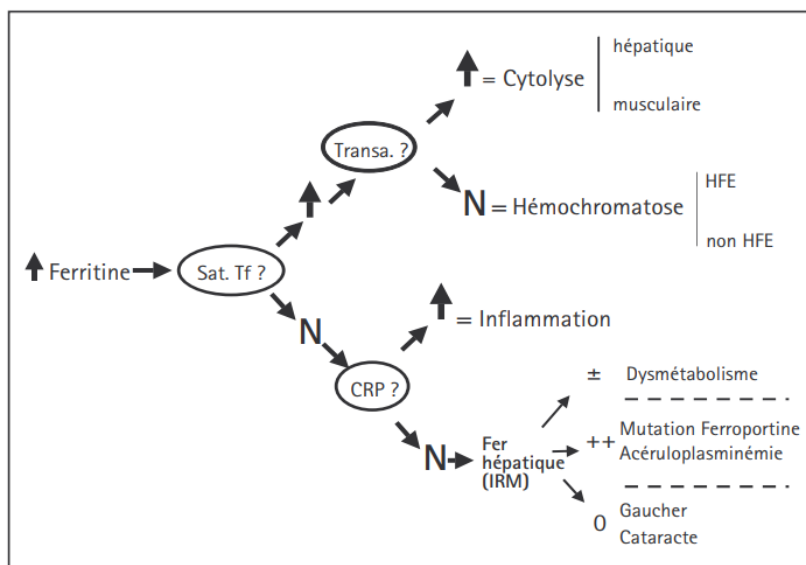 hépatique
= Cytolyse
musculaire
Transa. ?
N = Hémochromatose
HFE
non HFE
Ferritine
Sat. Tf ?
= Inflammation
N
CRP ?
± Dysmétabolisme
N
Fer
hépatique
(IRM)
++ Mutation Ferroportine
Acéruloplasminémie
0 Gaucher
Cataracte